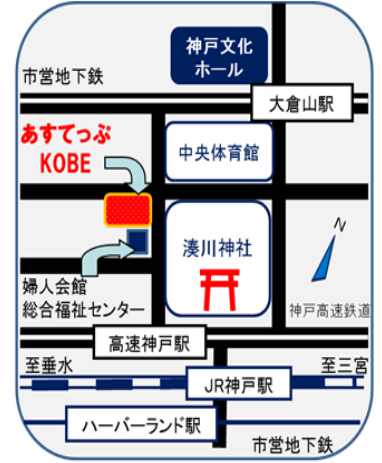 神戸文化
ホール
市営地下鉄
大倉山駅
あすてっぷ
KOBE
中央体育館
湊川神社
N
婦人会館
総合福祉センター
神戸高速鉄道
高速神戸駅
至垂水
至三宮
JR神戸駅
ハーバーランド駅
市営地下鉄